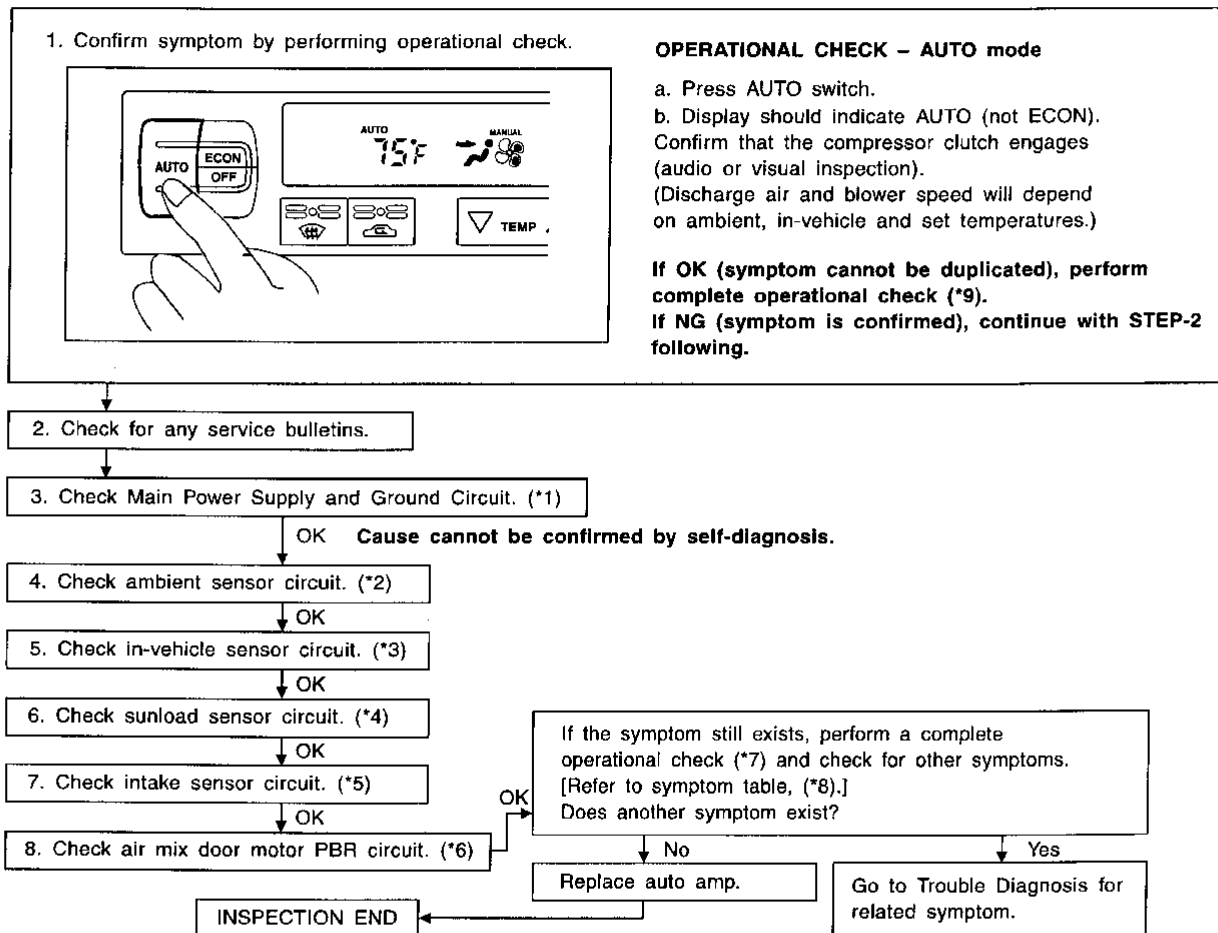 1. Confirm symptom by performing operational check.
AUTO
ECON
OFF
AUTO
75°F
MANUAL
TEMP
OPERATIONAL CHECK – AUTO mode
a. Press AUTO switch.
b. Display should indicate AUTO (not ECON).
Confirm that the compressor clutch engages
(audio or visual inspection).
(Discharge air and blower speed will depend
on ambient, in-vehicle and set temperatures.)
If OK (symptom cannot be duplicated), perform
complete operational check (*9).
If NG (symptom is confirmed), continue with STEP-2
following.
2. Check for any service bulletins.
3. Check Main Power Supply and Ground Circuit. (*1)
OK Cause cannot be confirmed by self-diagnosis.
4. Check ambient sensor circuit. (*2)
OK
5. Check in-vehicle sensor circuit. (*3)
OK
6. Check sunload sensor circuit. (*4)
OK
7. Check intake sensor circuit. (*5)
OK
8. Check air mix door motor PBR circuit. (*6)
OK
If the symptom still exists, perform a complete
operational check (*7) and check for other symptoms.
[Refer to symptom table, (*8).]
Does another symptom exist?
No
Yes
Replace auto amp.
Go to Trouble Diagnosis for
related symptom.
INSPECTION END